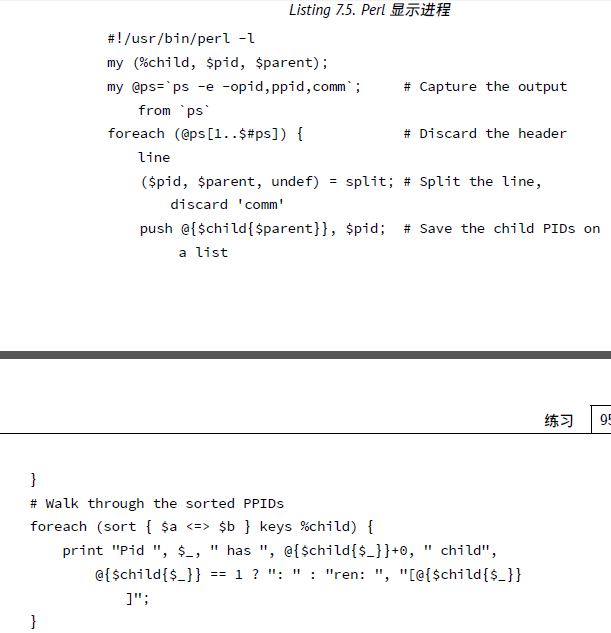 Listing 7.5. Perl 显示进程
#!/usr/bin/perl -l
my (%child, $pid, $parent);
my @ps=`ps -e -opid,ppid,comm`;     # Capture the output
from `ps`
foreach (@ps[1..$#ps]) {            # Discard the header
line
($pid, $parent, undef) = split; # Split the line,
discard 'comm'
push @{$child{$parent}}, $pid;  # Save the child PIDs on
a list
练习 95
}
# Walk through the sorted PPIDs
foreach (sort { $a <=> $b } keys %child) {
print "Pid ", $_, " has ", @{$child{$_}}+0, " child",
@{$child{$_}} == 1 ? ": " : "ren: ", "[@{$child{$_}}
]";
}